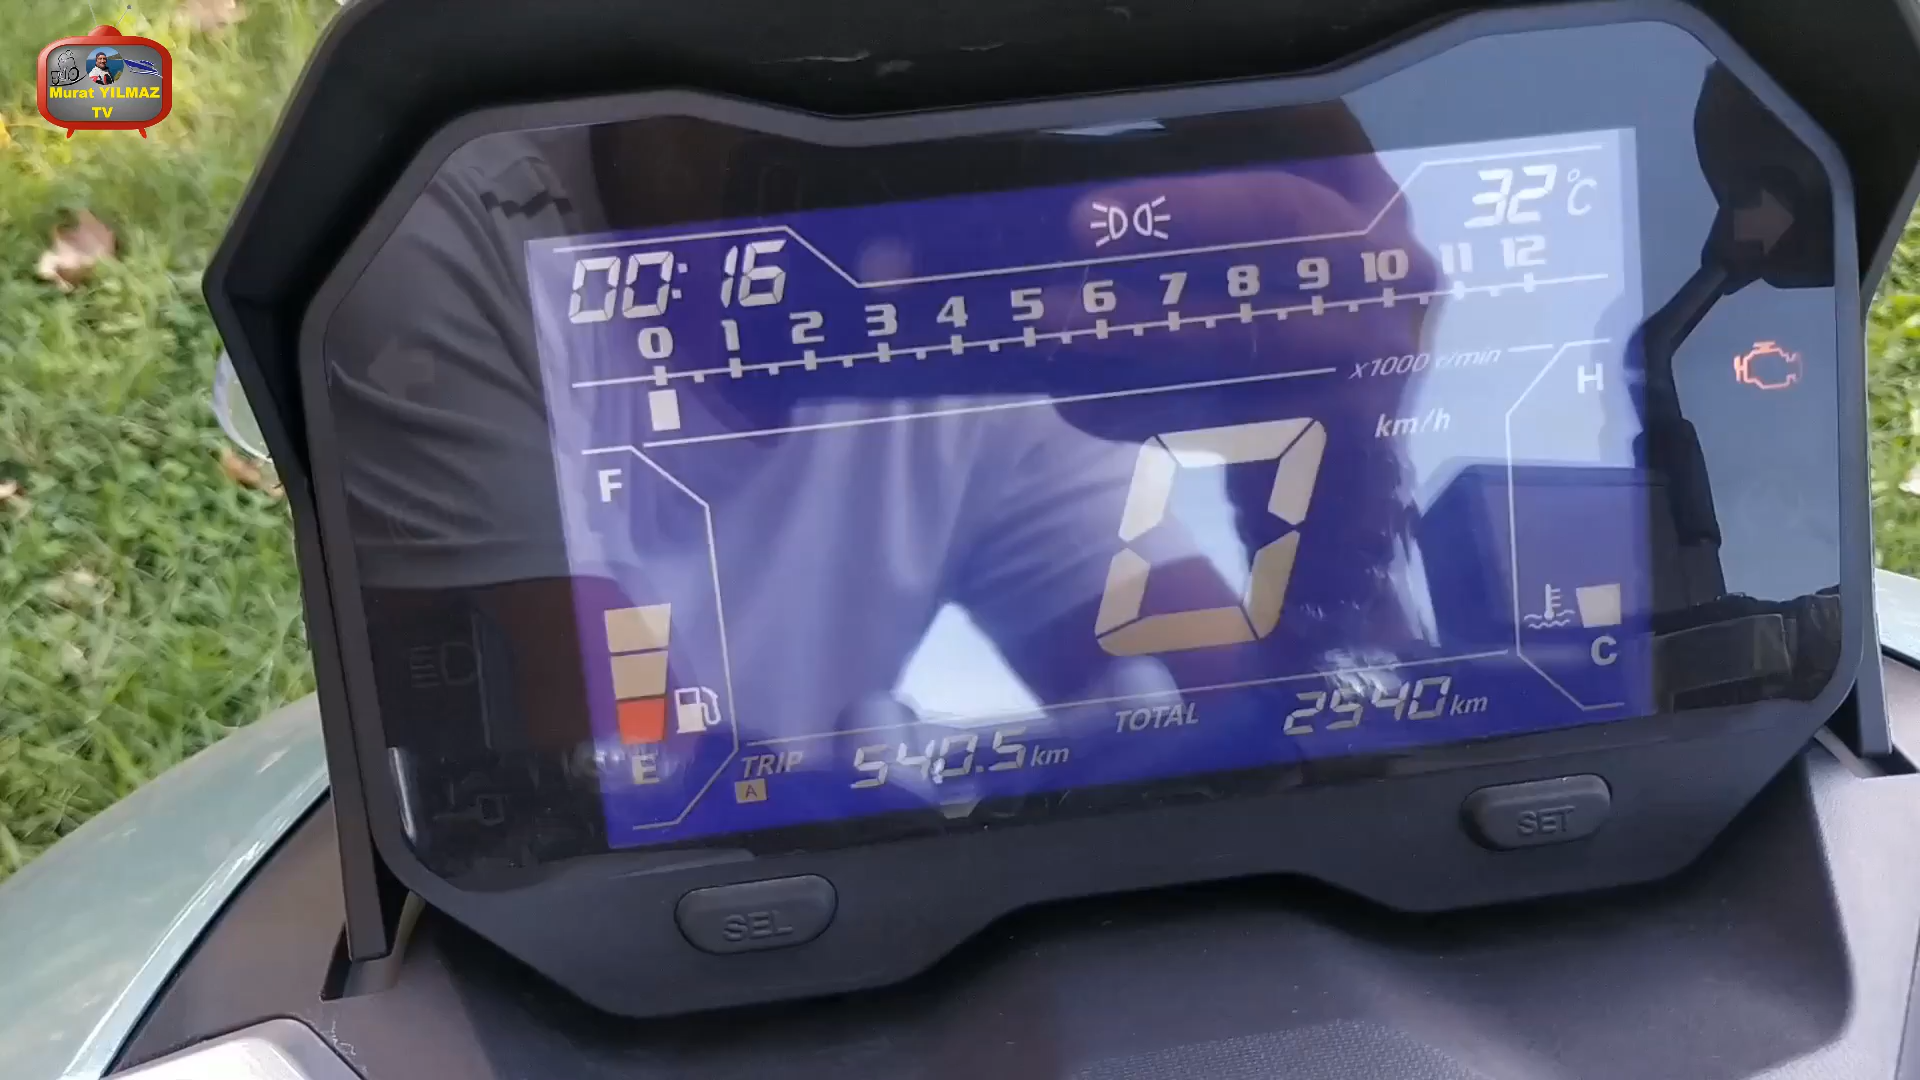 Murat YILMAZ
TV
32°C
00:16
0 1 2 3 4 5 6 7 8 9 10 11 12
x1000 r/min
km/h
H
F
C
E
TRIP A 540.5 km
TOTAL 2540 km
SEL
SET